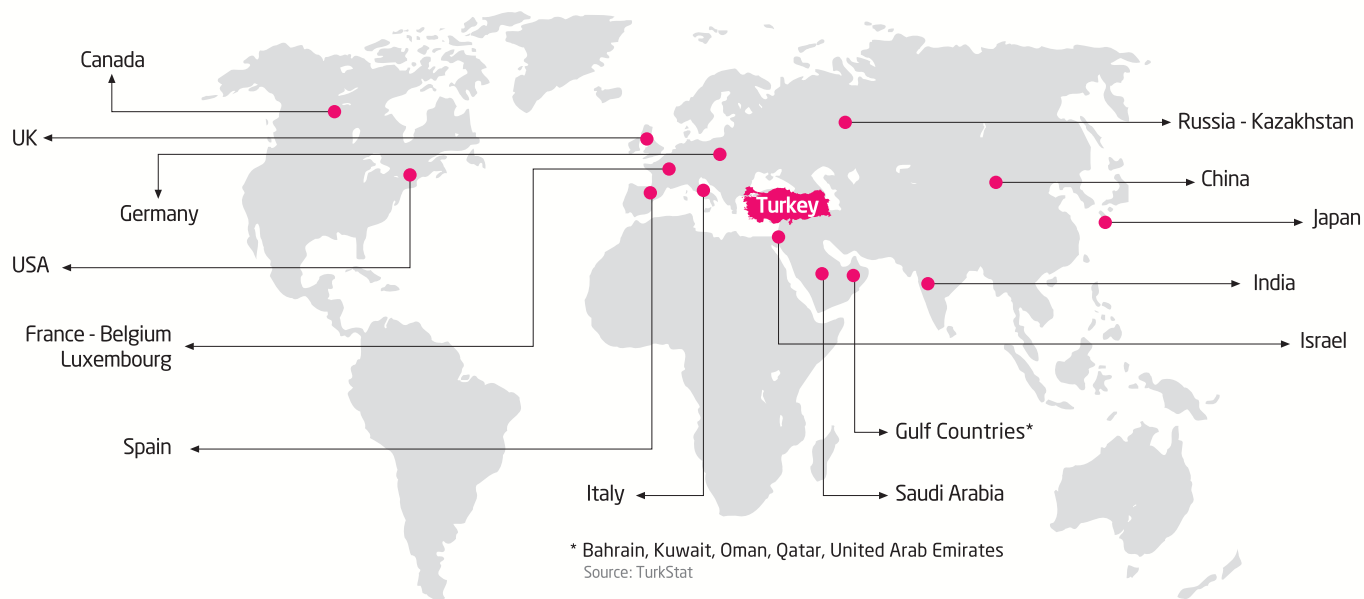 Canada
UK
Germany
USA
France - Belgium
Luxembourg
Spain
Italy
Turkey
Russia - Kazakhstan
China
Japan
India
Israel
Gulf Countries*
Saudi Arabia
* Bahrain, Kuwait, Oman, Qatar, United Arab Emirates
Source: TurkStat